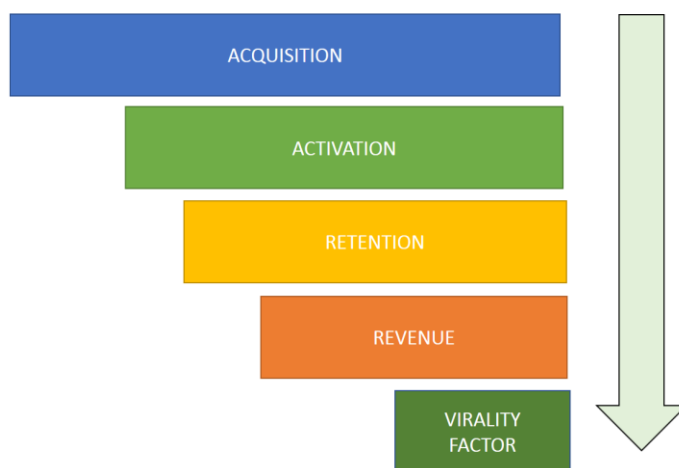 ACQUISITION
ACTIVATION
RETENTION
REVENUE
VIRALITY
FACTOR